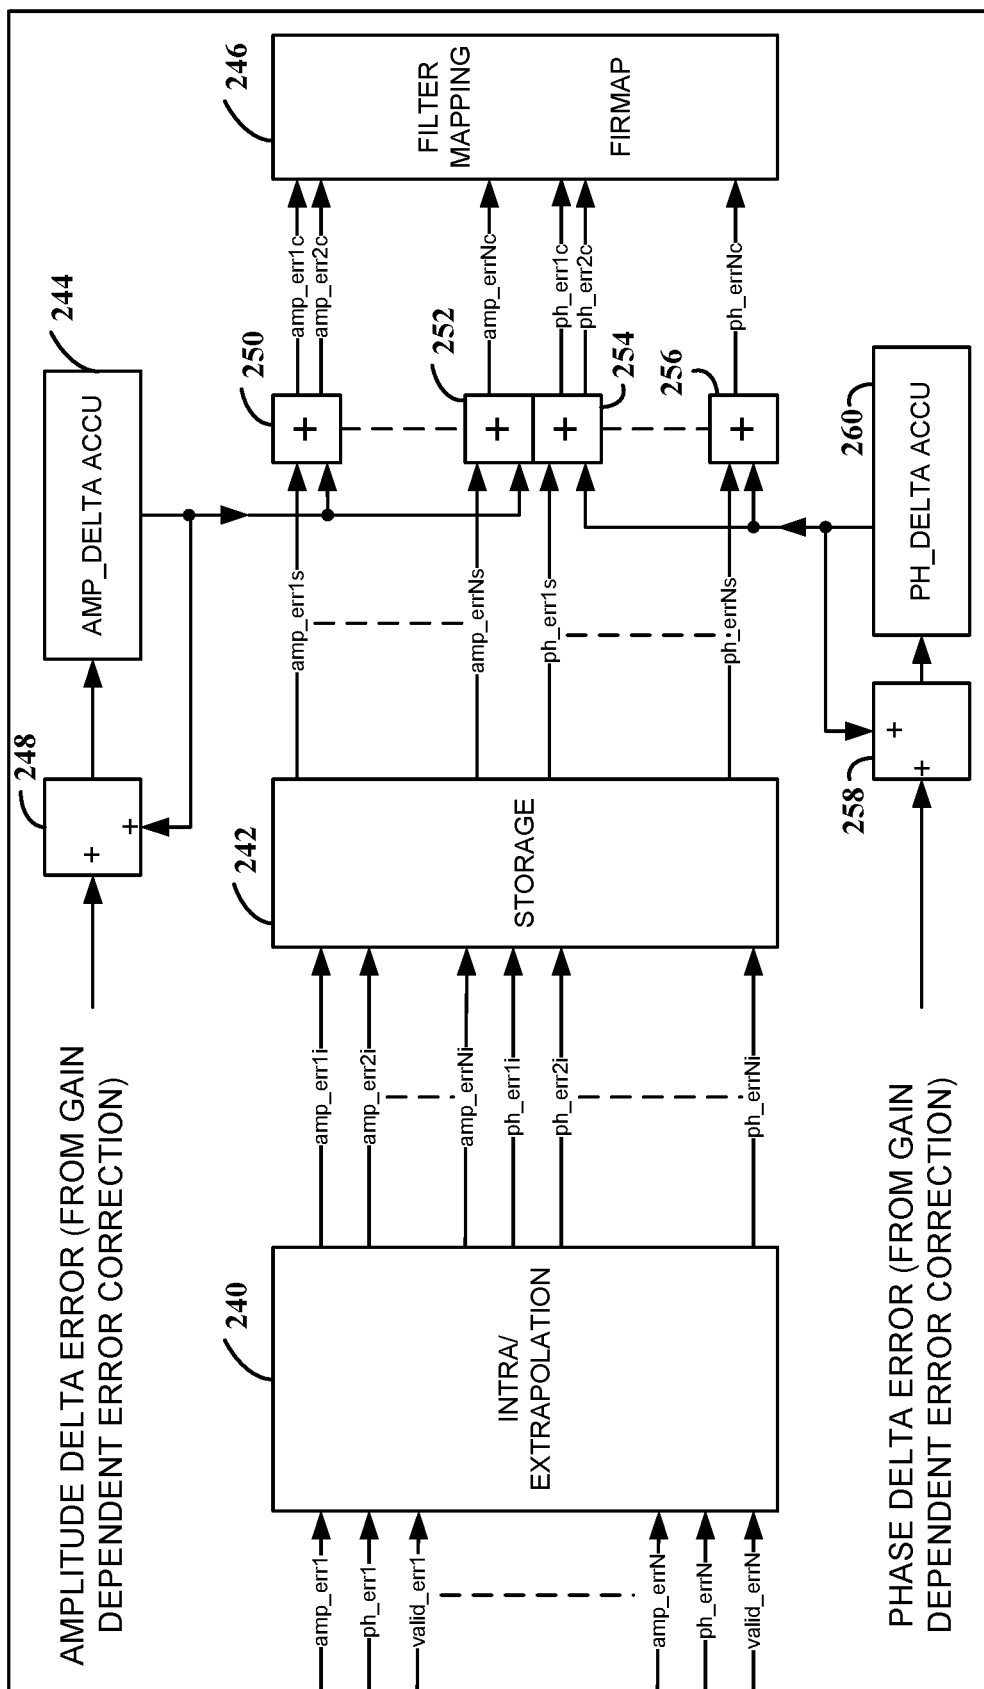 AMPLITUDE DELTA ERROR (FROM GAIN
DEPENDENT ERROR CORRECTION)
248
+
+
244
AMP_DELTA ACCU
amp_err1
ph_err1
valid_err1
amp_errN
ph_errN
valid_errN
240
INTRA/
EXTRAPOLATION
amp_err1i
amp_err2i
amp_errNi
ph_err1i
ph_err2i
ph_errNi
242
STORAGE
amp_err1s
amp_errNs
ph_err1s
ph_errNs
250
+
252
+
254
+
256
+
amp_err1c
amp_err2c
amp_errNc
ph_err1c
ph_err2c
ph_errNc
246
FILTER
MAPPING
FIRMAP
258
+
+
260
PH_DELTA ACCU
PHASE DELTA ERROR (FROM GAIN
DEPENDENT ERROR CORRECTION)